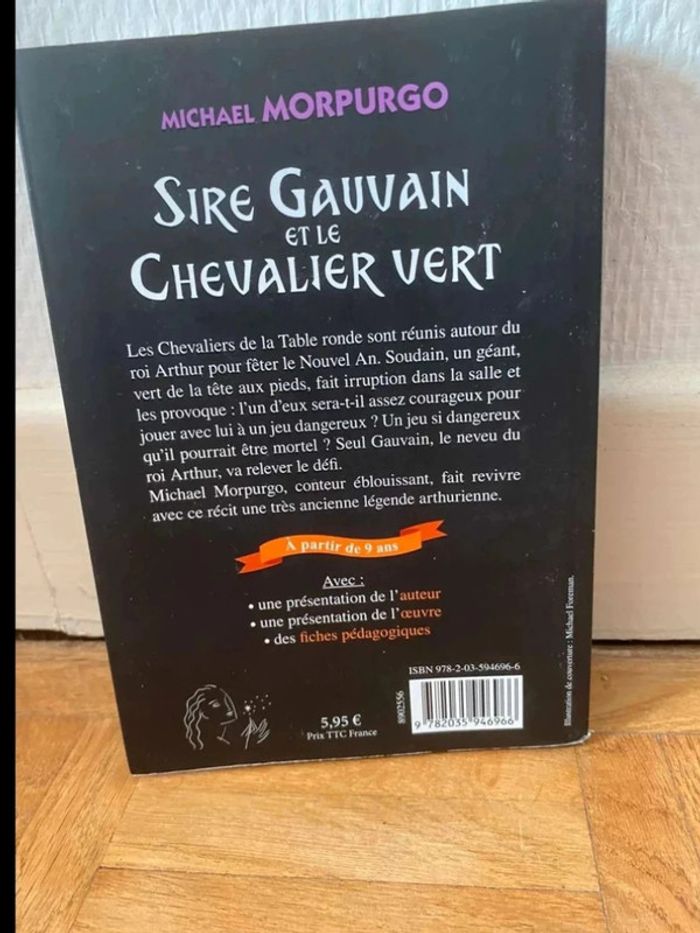 MICHAEL MORPURGO
SIRE GAUVAIN
ET LE
CHEVALIER VERT
Les Chevaliers de la Table ronde sont réunis autour du
roi Arthur pour fêter le Nouvel An. Soudain, un géant,
vert de la tête aux pieds, fait irruption dans la salle et
les provoque : l'un d'eux sera-t-il assez courageux pour
jouer avec lui à un jeu dangereux ? Un jeu si dangereux
qu'il pourrait être mortel ? Seul Gauvain, le neveu du
roi Arthur, va relever le défi.
Michael Morpurgo, conteur éblouissant, fait revivre
avec ce récit une très ancienne légende arthurienne.
À partir de 9 ans
Avec :
• une présentation de l'auteur
• une présentation de l'œuvre
• des fiches pédagogiques
ISBN 978-2-03-594696-6
8902556
9 782035 946966
5,95 €
Prix TTC France
Illustration de couverture : Michael Foreman.